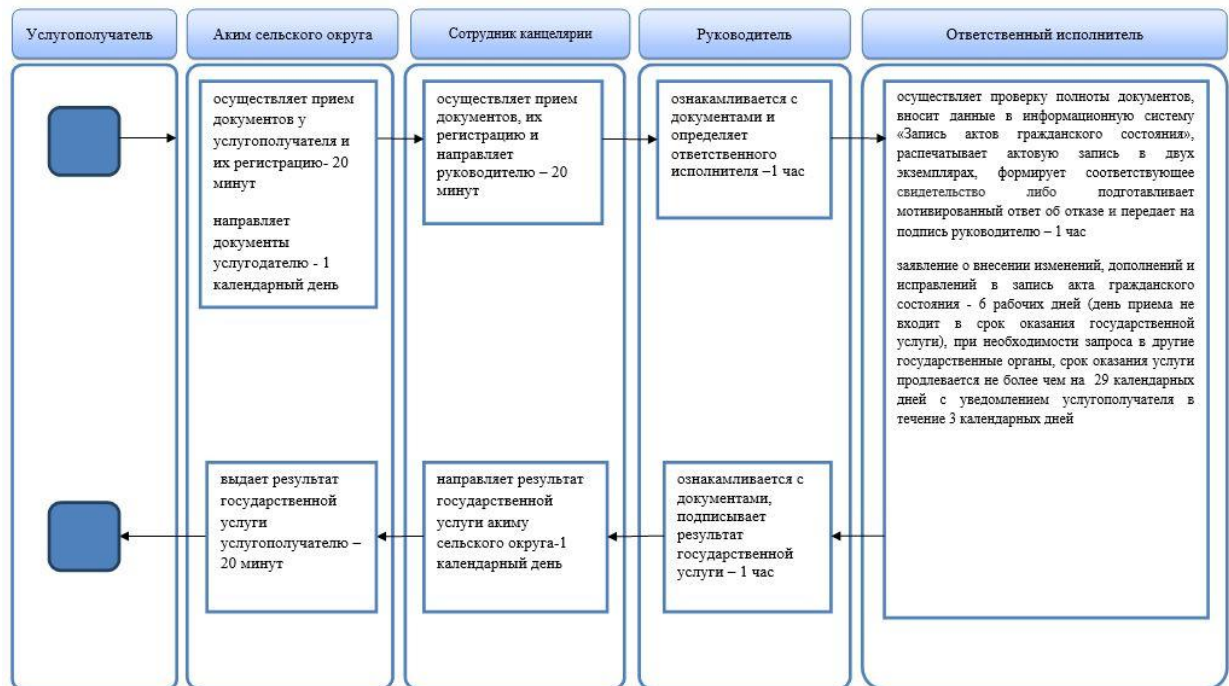 Услугополучатель
Аким сельского округа
Сотрудник канцелярии
Руководитель
Ответственный исполнитель
осуществляет прием
документов у
услугополучателя и
их регистрацию- 20
минут
направляет
документы
услугодателю - 1
календарный день
осуществляет прием
документов, их
регистрацию и
направляет
руководителю – 20
минут
ознакамливается с
документами и
определяет
ответственного
исполнителя –1 час
осуществляет проверку полноты документов,
вносит данные в информационную систему
«Запись актов гражданского состояния»,
распечатывает актовую запись в двух
экземплярах, формирует соответствующее
свидетельство либо подготавливает
мотивированный ответ об отказе и передает на
подпись руководителю – 1 час
заявление о внесении изменений, дополнений и
исправлений в запись акта гражданского
состояния - 6 рабочих дней (день приема не
входит в срок оказания государственной
услуги), при необходимости запроса в другие
государственные органы, срок оказания услуги
продлевается не более чем на 29 календарных
дней с уведомлением услугополучателя в
течение 3 календарных дней
выдает результат
государственной
услуги
услугополучателю –
20 минут
направляет результат
государственной
услуги акиму
сельского округа-1
календарный день
ознакамливается с
документами,
подписывает
результат
государственной
услуги – 1 час